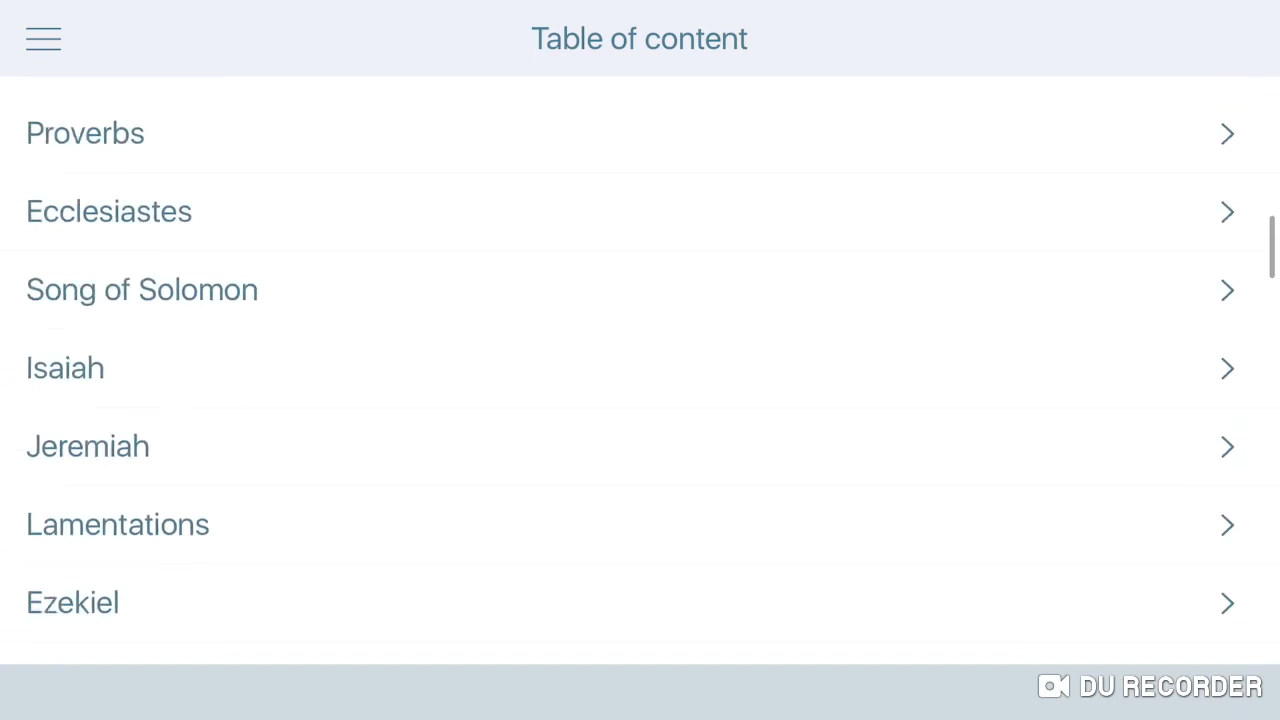 Table of content
Proverbs
Ecclesiastes
Song of Solomon
Isaiah
Jeremiah
Lamentations
Ezekiel
DU RECORDER